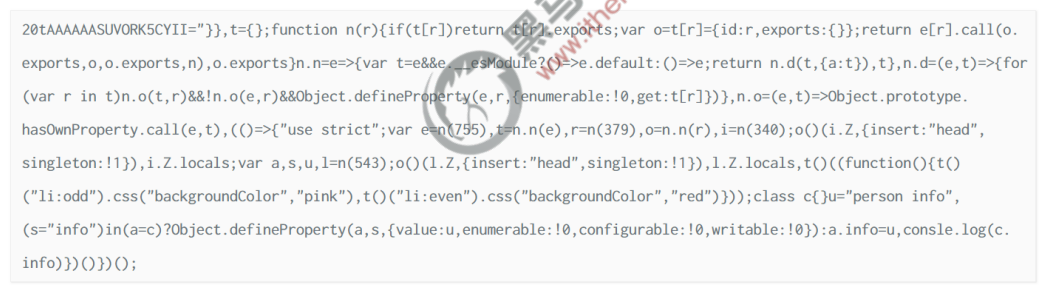 20tAAAAAASUVORK5CYII="}},t={};function n(r){if(t[r])return t[r].exports;var o=t[r]={id:r,exports:{}};return e[r].call(o.
exports,o,o.exports,n),o.exports}n.n=e=>{var t=e&&e.__esModule?()=>e.default:()=>e;return n.d(t,{a:t}),t},n.d=(e,t)=>{for
(var r in t)n.o(t,r)&&!n.o(e,r)&&Object.defineProperty(e,r,{enumerable:!0,get:t[r]})},n.o=(e,t)=>Object.prototype.
hasOwnProperty.call(e,t),(()=>{"use strict";var e=n(755),t=n.n(e),r=n(379),o=n.n(r),i=n(340);o()(i.Z,{insert:"head",
singleton:!1}),i.Z.locals;var a,s,u,l=n(543);o()(l.Z,{insert:"head",singleton:!1}),l.Z.locals,t()((function(){t()
("li:odd").css("backgroundColor","pink"),t()("li:even").css("backgroundColor","red")}));class c{}u="person info",
(s="info")in(a=c)?Object.defineProperty(a,s,{value:u,enumerable:!0,configurable:!0,writable:!0}):a.info=u,consle.log(c.
info)})()})();
黑马
www.ithe